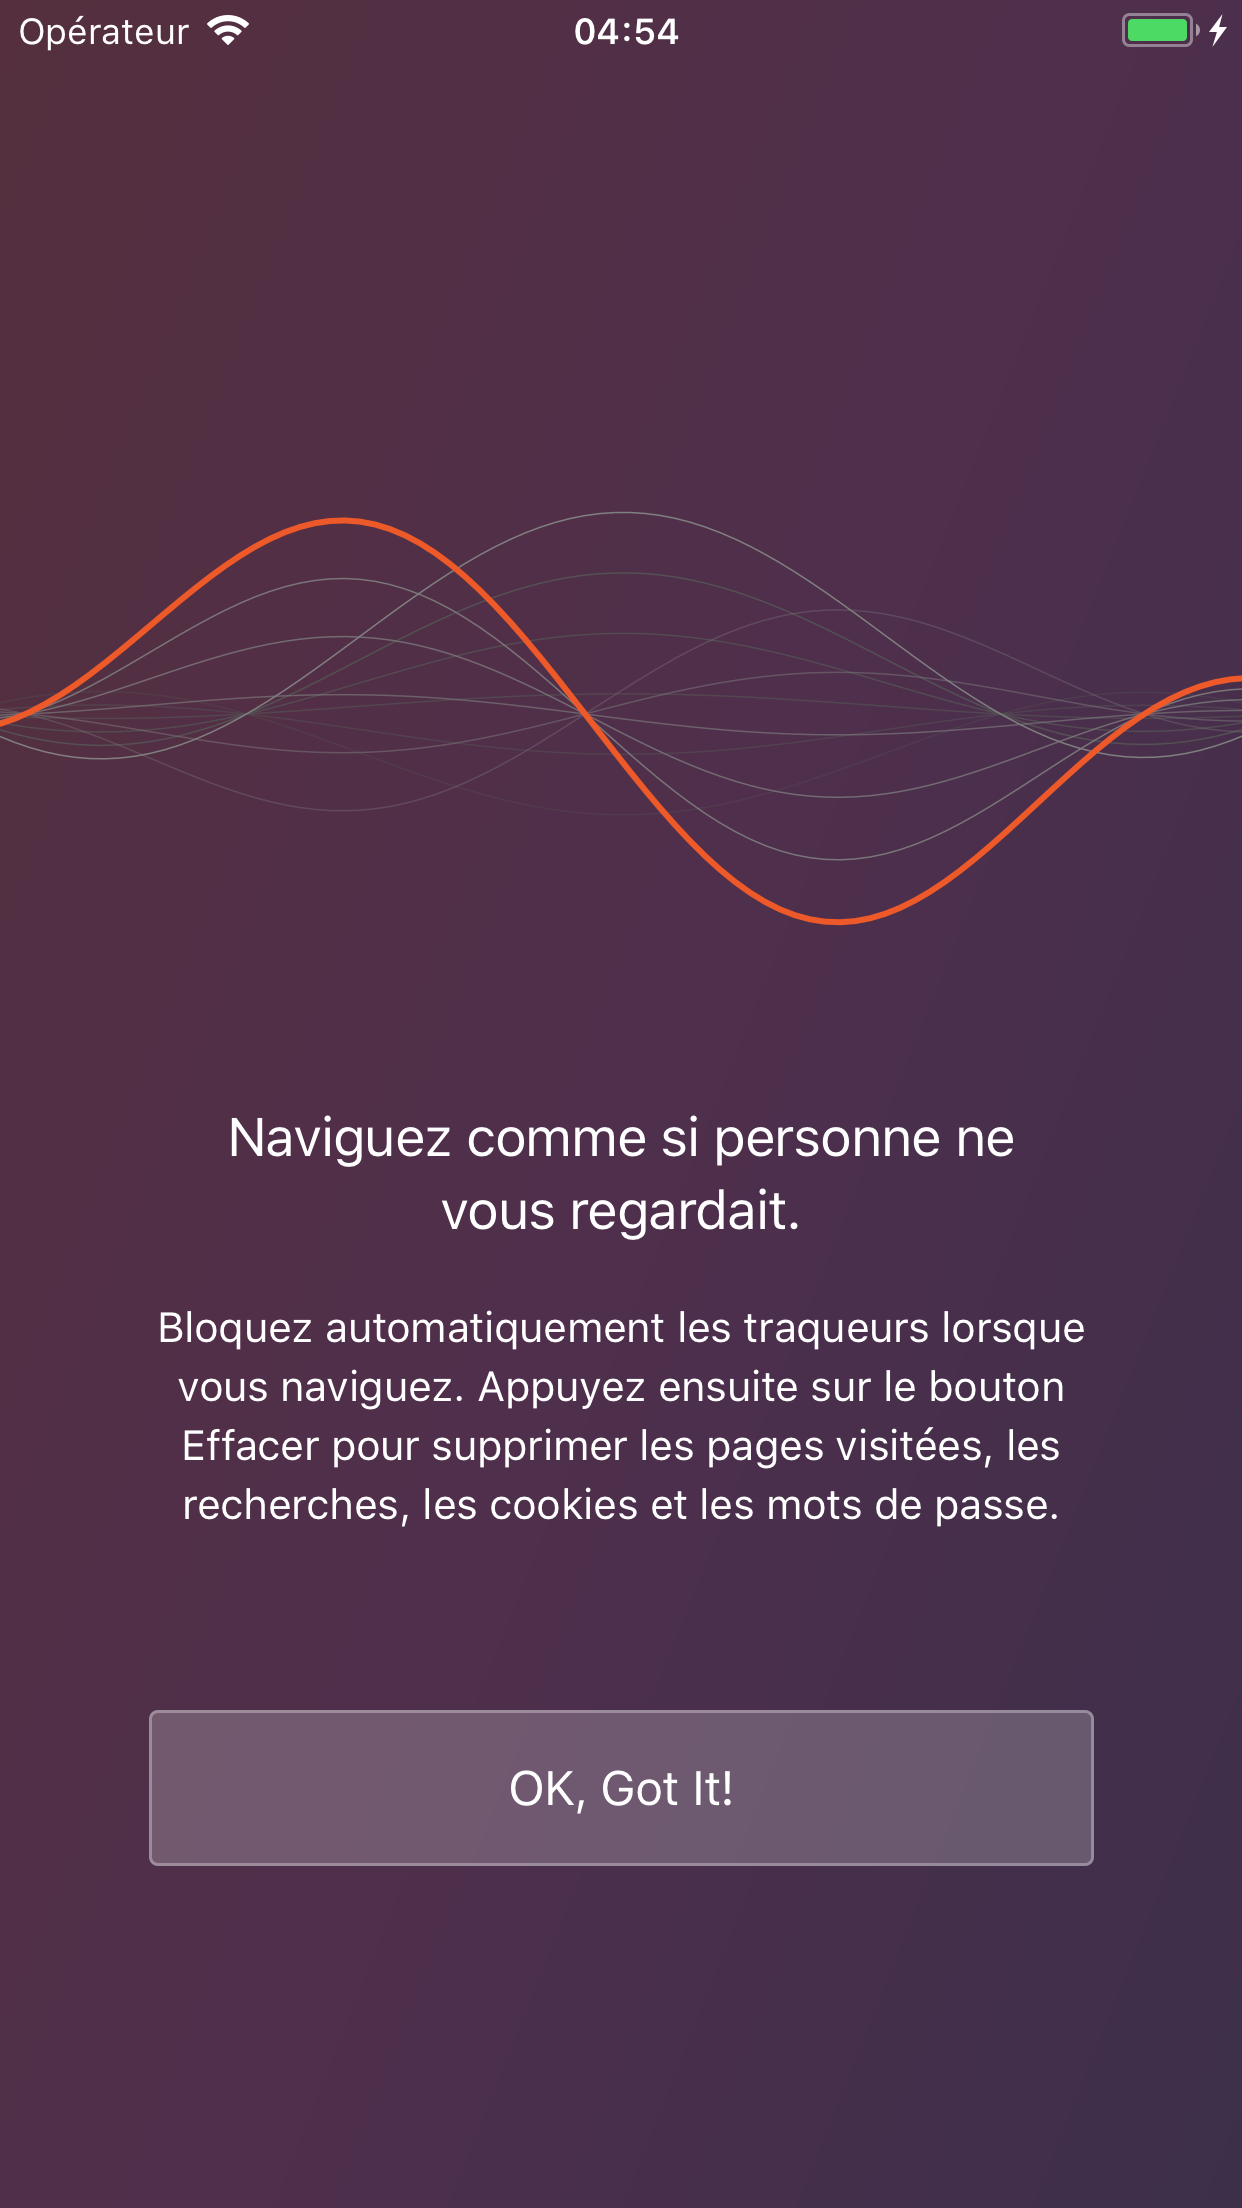 Opérateur 04:54
Naviguez comme si personne ne
vous regardait.
Bloquez automatiquement les traqueurs lorsque
vous naviguez. Appuyez ensuite sur le bouton
Effacer pour supprimer les pages visitées, les
recherches, les cookies et les mots de passe.
OK, Got It!